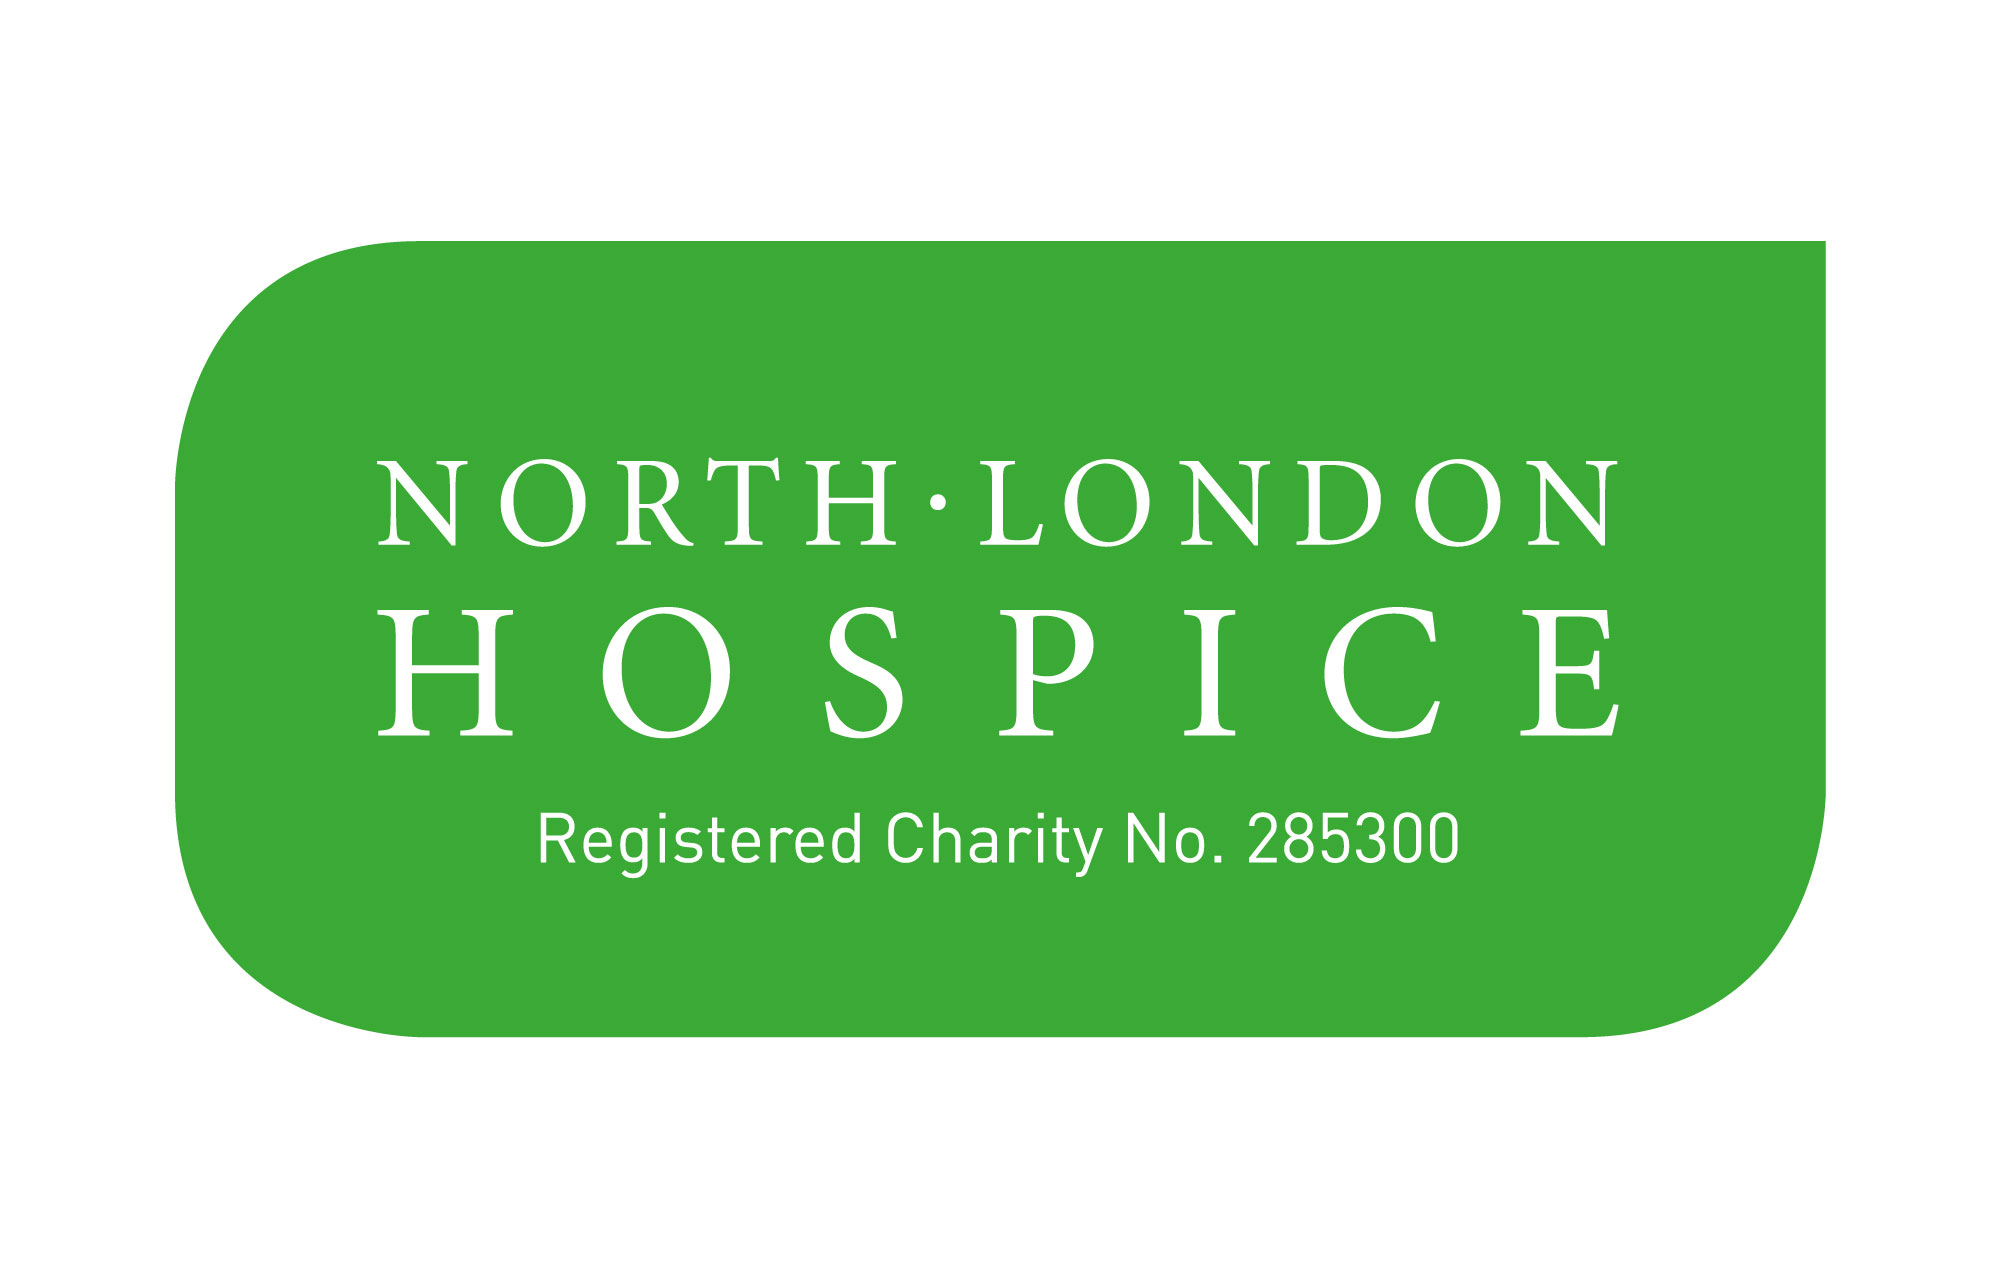 NORTH·LONDON
HOSPICE
Registered Charity No. 285300